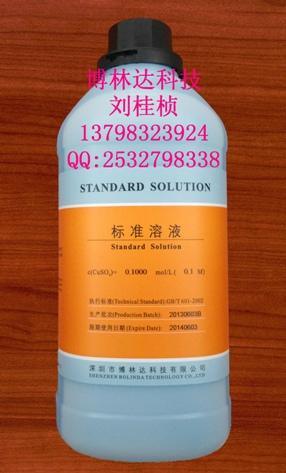 博林达科技
刘桂桢
13798323924
QQ:2532798338
STANDARD SOLUTION
标准溶液
Standard Solution
c(CuSO₄)= 0.1000 mol/L( 0.1 M)
执行标准(Technical Standard):GB/T 601-2002
生产批次(Production Batch): 20130603B
限期使用日期(Expire Date): 20140603
深圳市博林达科技有限公司
SHENZHEN BOLINDA TECHNOLOGY CO.,LTD